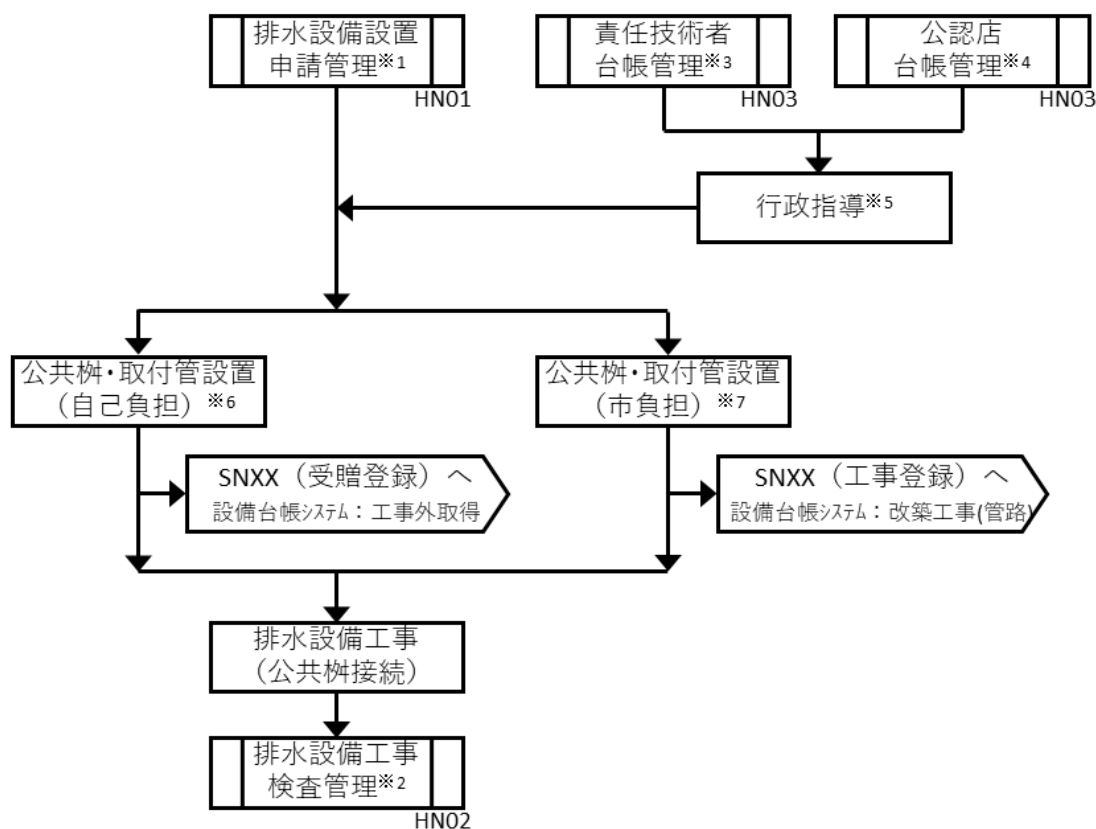 排水設備設置
申請管理※1
HN01
責任技術者
台帳管理※3
HN03
公認店
台帳管理※4
HN03
行政指導※5
公共桝・取付管設置
(自己負担) ※6
公共桝・取付管設置
(市負担) ※7
SNXX (受贈登録) へ
設備台帳システム:工事外取得
SNXX (工事登録) へ
設備台帳システム:改築工事(管路)
排水設備工事
(公共桝接続)
排水設備工事
検査管理※2
HN02